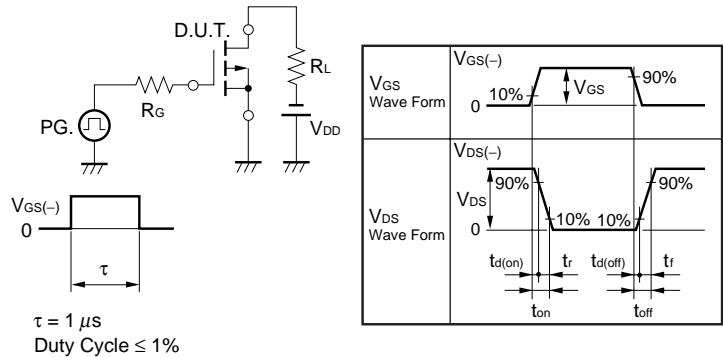 D.U.T.
RL
RG
PG.
VDD
VGS(−)
0
τ
τ = 1 μs
Duty Cycle ≤ 1%
VGS
Wave Form
VGS(−)
10%
VGS
90%
0
VDS
Wave Form
VDS(−)
90%
90%
VDS
10% 10%
0
td(on) tr td(off) tf
ton toff